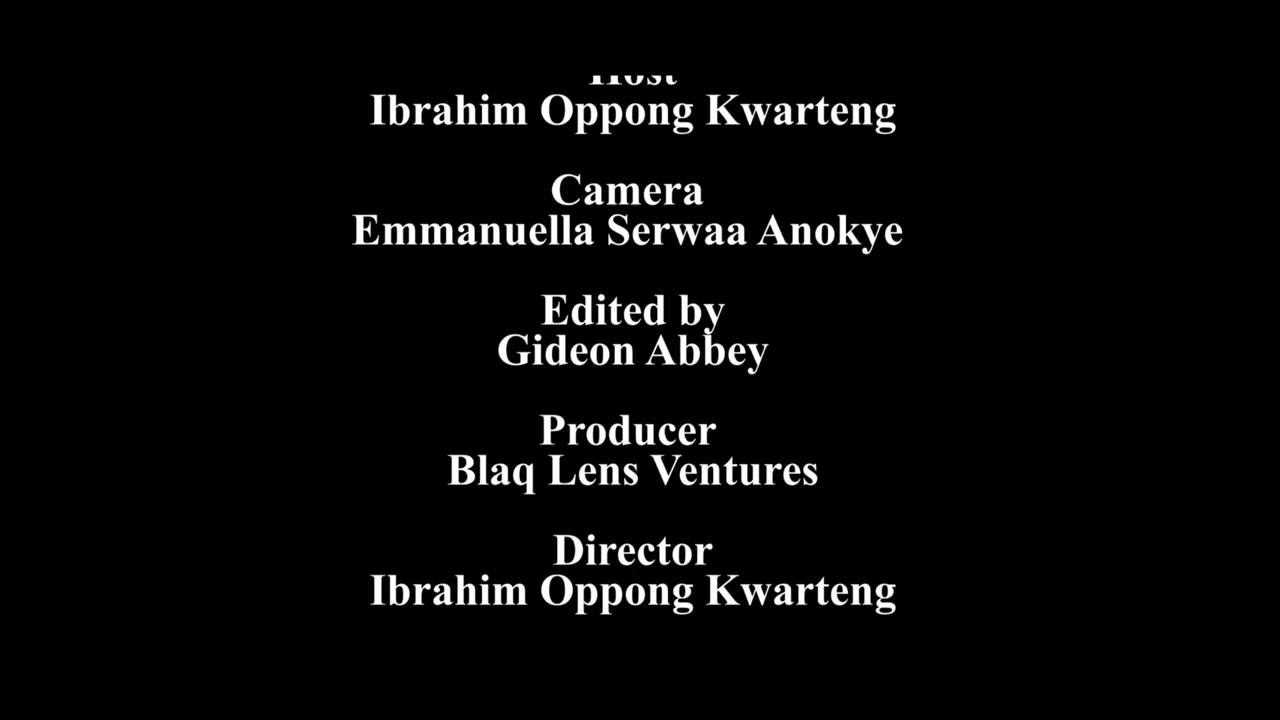 Host
Ibrahim Oppong Kwarteng
Camera
Emmanuella Serwaa Anokye
Edited by
Gideon Abbey
Producer
Blaq Lens Ventures
Director
Ibrahim Oppong Kwarteng